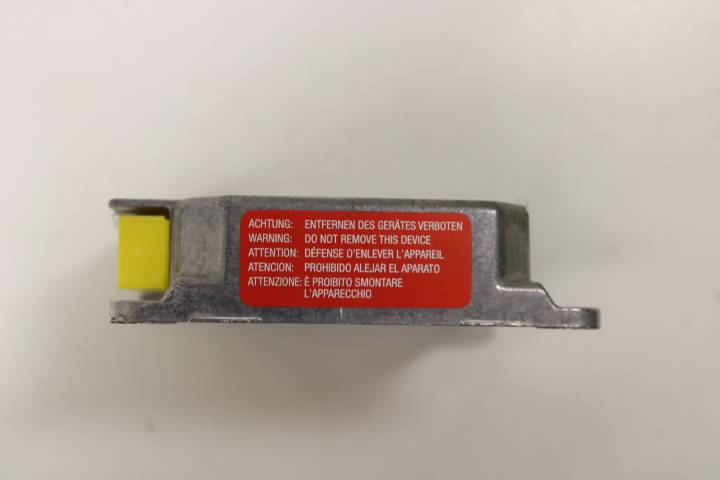 ACHTUNG: ENTFERNEN DES GERÄTES VERBOTEN
WARNING: DO NOT REMOVE THIS DEVICE
ATTENTION: DÉFENSE D'ENLEVER L'APPAREIL
ATENCION: PROHIBIDO ALEJAR EL APARATO
ATTENZIONE: È PROIBITO SMONTARE
L'APPARECCHIO